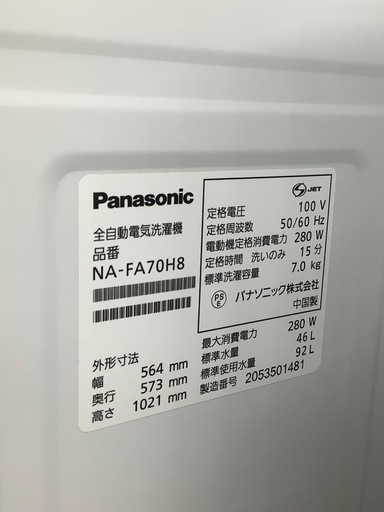 Panasonic
全自動電気洗濯機
品番
NA-FA70H8
外形寸法
幅 564 mm
奥行 573 mm
高さ 1021 mm
S JET
定格電圧 100 V
定格周波数 50/60 Hz
電動機定格消費電力 280 W
定格時間 洗いのみ 15 分
標準洗濯容量 7.0 kg
PS E パナソニック株式会社
中国製
最大消費電力 280 W
標準水量 46 L
標準使用水量 92 L
製造番号 2053501481